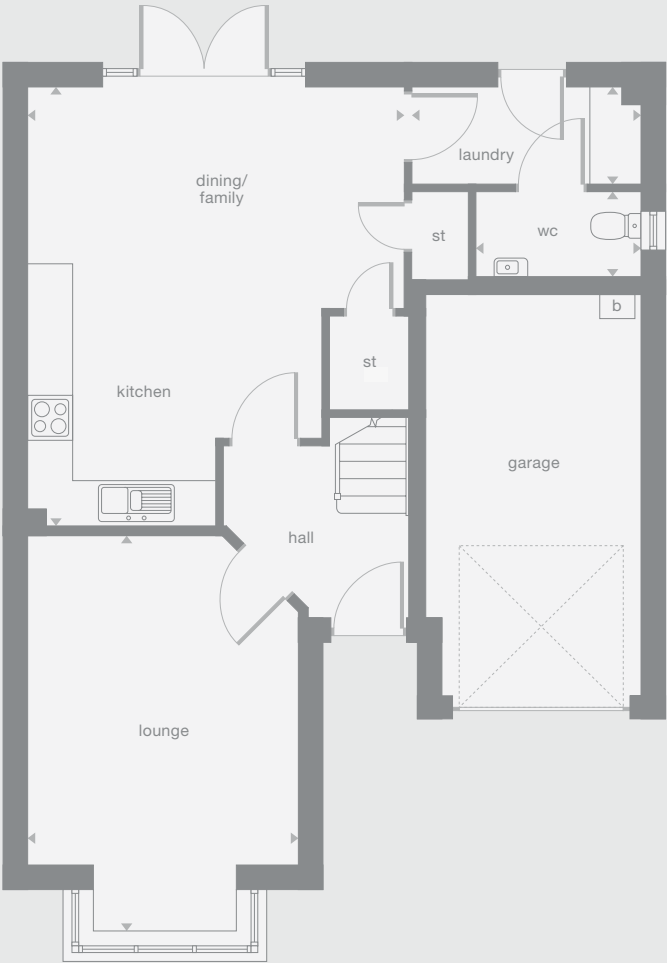 laundry
dining/
family
wc
st
b
st
kitchen
garage
hall
lounge